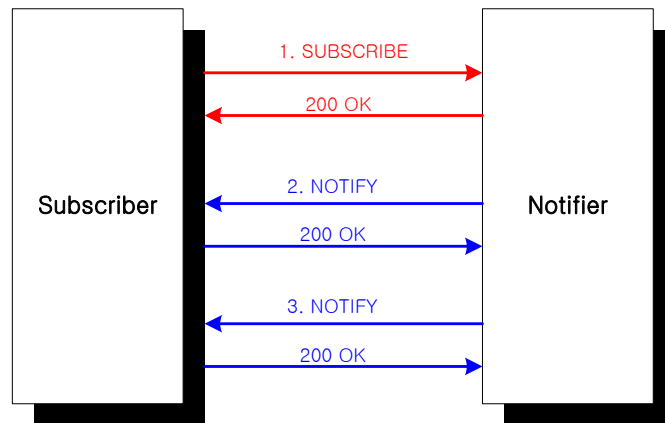 1. SUBSCRIBE
200 OK
2. NOTIFY
Subscriber
Notifier
200 OK
3. NOTIFY
200 OK